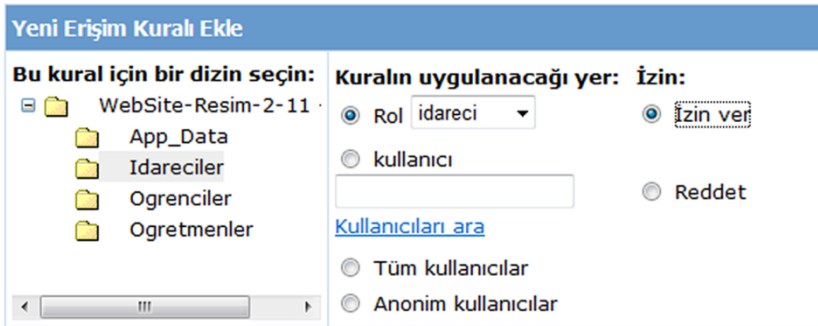 Yeni Erişim Kuralı Ekle
Bu kural için bir dizin seçin:
WebSite-Resim-2-11
App_Data
Idareciler
Ogrenciler
Ogretmenler
Kuralın uygulanacağı yer:
Rol idareci
kullanıcı
Kullanıcıları ara
Tüm kullanıcılar
Anonim kullanıcılar
İzin:
İzin ver
Reddet